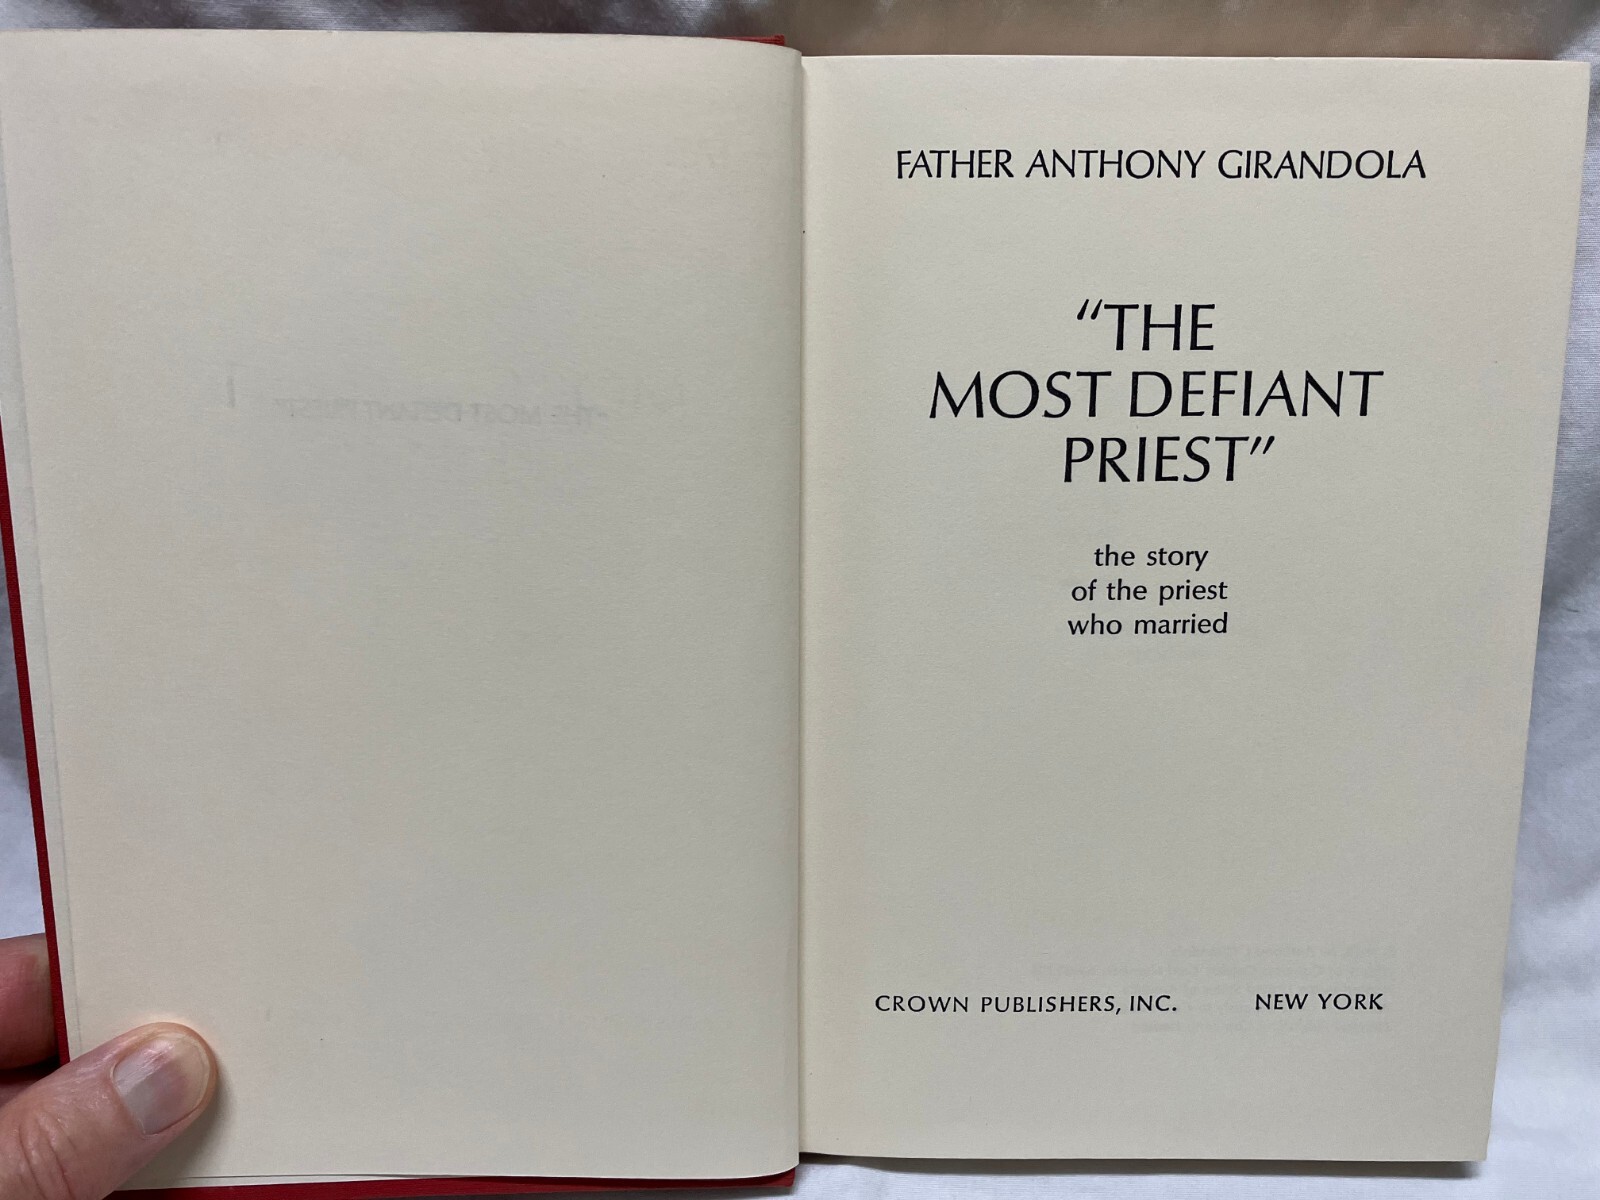 FATHER ANTHONY GIRANDOLA
"THE
MOST DEFIANT
PRIEST"
the story
of the priest
who married
CROWN PUBLISHERS, INC. NEW YORK